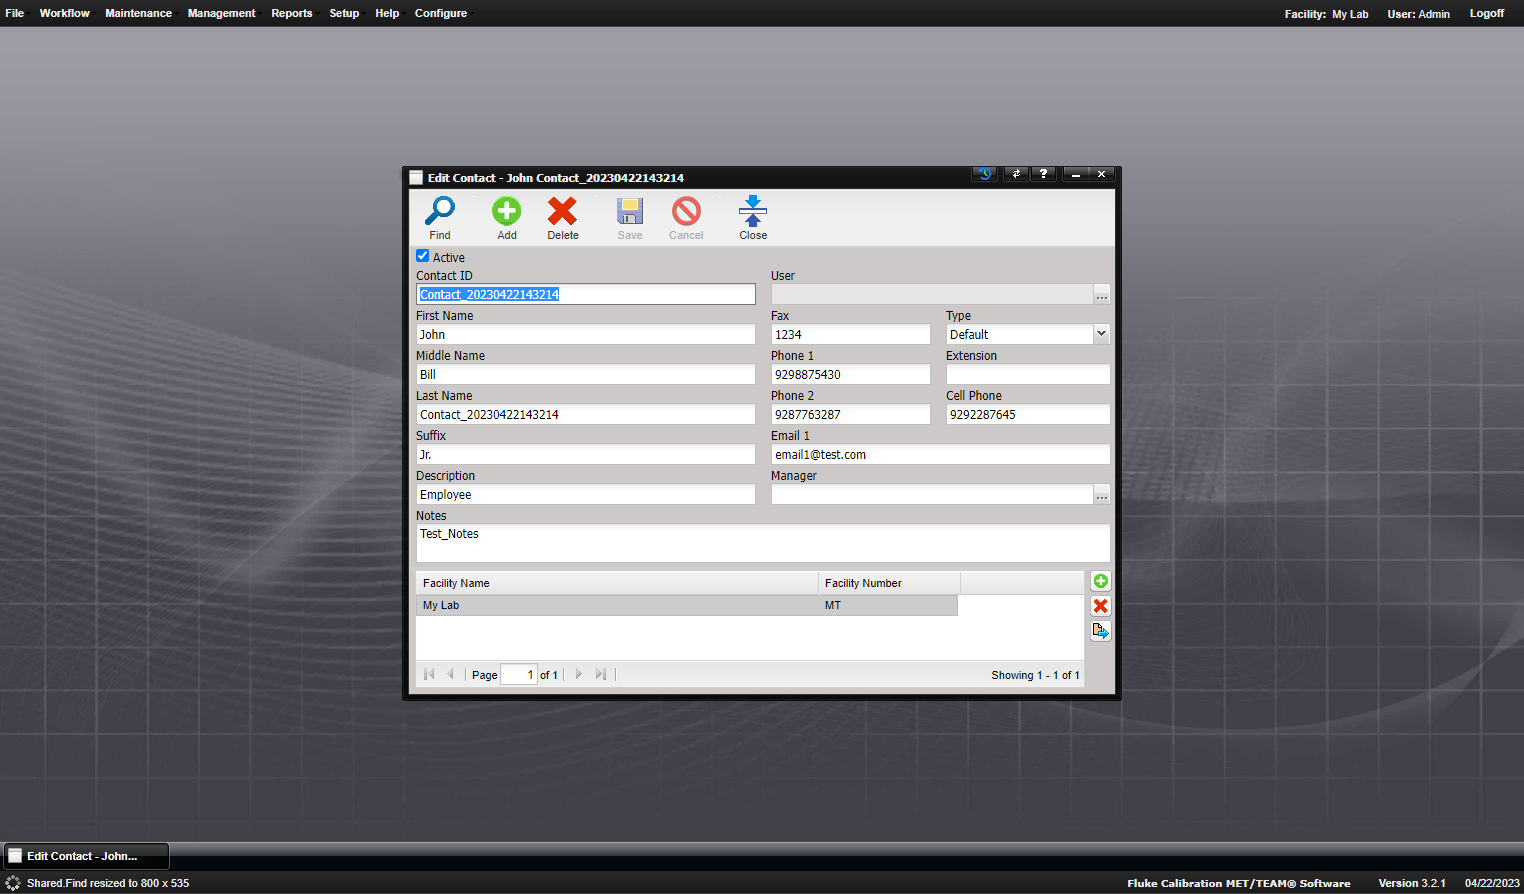 File Workflow Maintenance Management Reports Setup Help Configure Facility: My Lab User: Admin Logoff
Edit Contact - John Contact_20230422143214 ?
Find Add Delete Save Cancel Close
Active
Contact ID User
Contact_20230422143214 ...
First Name Fax Type
John 1234 Default
Middle Name Phone 1 Extension
Bill 9298875430
Last Name Phone 2 Cell Phone
Contact_20230422143214 9287763287 9292287645
Suffix Email 1
Jr. email1@test.com
Description Manager
Employee ...
Notes
Test_Notes
Facility Name Facility Number
My Lab MT
Page 1 of 1 Showing 1 - 1 of 1
Edit Contact - John...
Shared.Find resized to 800 x 535 Fluke Calibration MET/TEAM® Software Version 3.2.1 04/22/2023